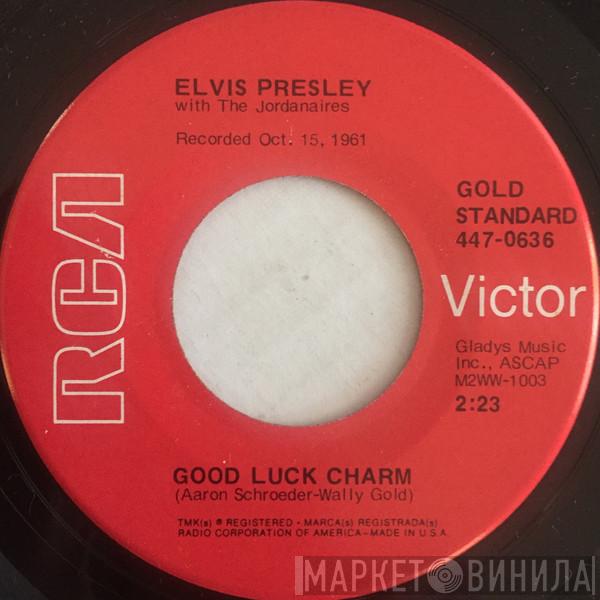 ELVIS PRESLEY
with The Jordanaires
Recorded Oct. 15, 1961
RCA
GOLD
STANDARD
447-0636
Victor
Gladys Music
Inc., ASCAP
M2WW-1003
2:23
GOOD LUCK CHARM
(Aaron Schroeder-Wally Gold)
TMK(s) ® REGISTERED • MARCA(s) REGISTRADA(s)
RADIO CORPORATION OF AMERICA—MADE IN U.S.A.
МАРКЕТ ВИНИЛА